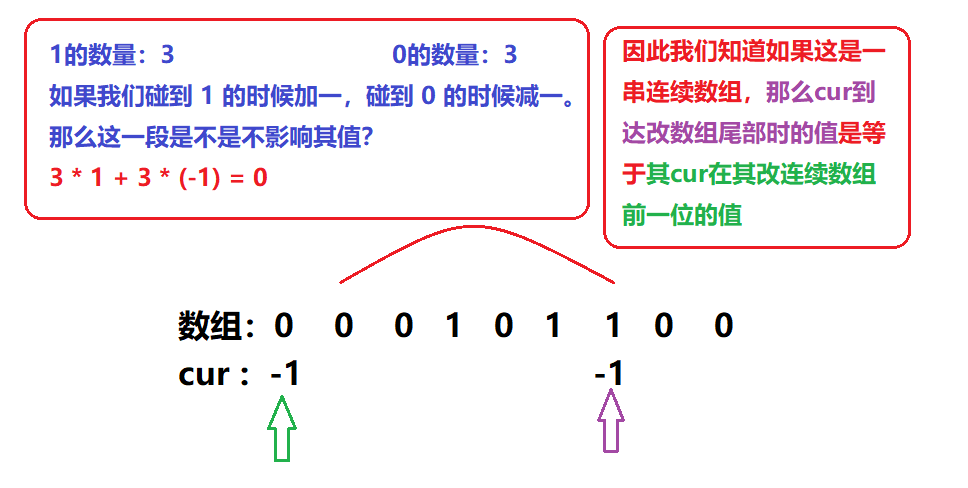 1的数量：3 0的数量：3
如果我们碰到 1 的时候加一，碰到 0 的时候减一。
那么这一段是不是不影响其值？
3 * 1 + 3 * (-1) = 0
因此我们知道如果这是一
串连续数组，那么cur到
达改数组尾部时的值是等
于其cur在其改连续数组
前一位的值
数组：0 0 0 1 0 1 1 0 0
cur ：-1 -1